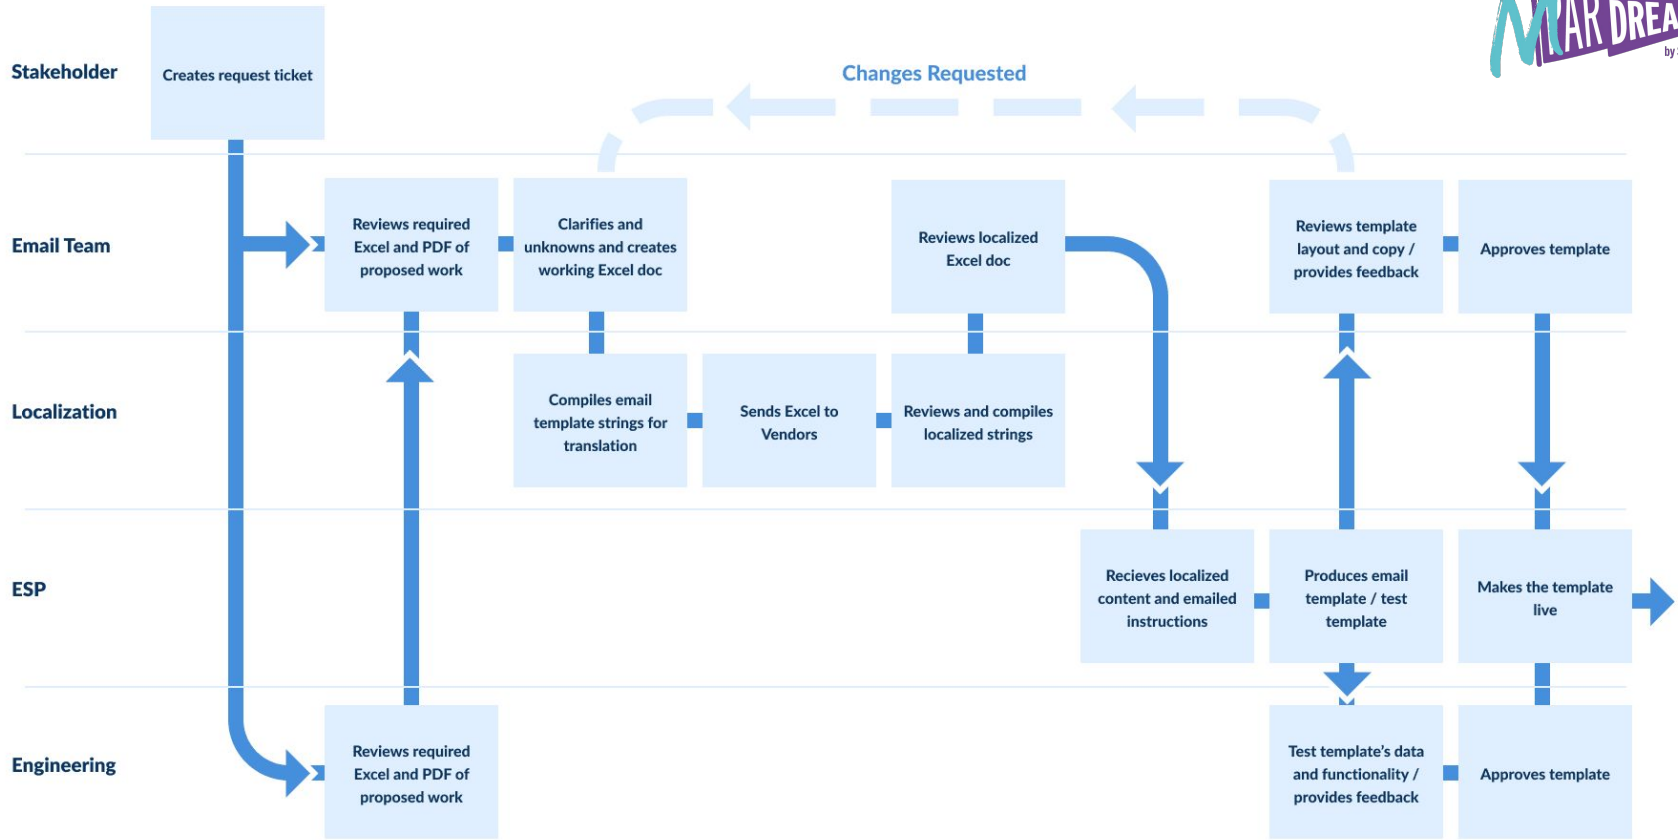 Stakeholder
Creates request ticket
Changes Requested
by
Email Team
Reviews required
Excel and PDF of
proposed work
Clarifies and
unknowns and creates
working Excel doc
Reviews localized
Excel doc
Reviews template
layout and copy /
provides feedback
Approves template
Localization
Compiles email
template strings for
translation
Sends Excel to
Vendors
Reviews and compiles
localized strings
ESP
Recieves localized
content and emailed
instructions
Produces email
template / test
template
Makes the template
live
Engineering
Reviews required
Excel and PDF of
proposed work
Test template's data
and functionality /
provides feedback
Approves template